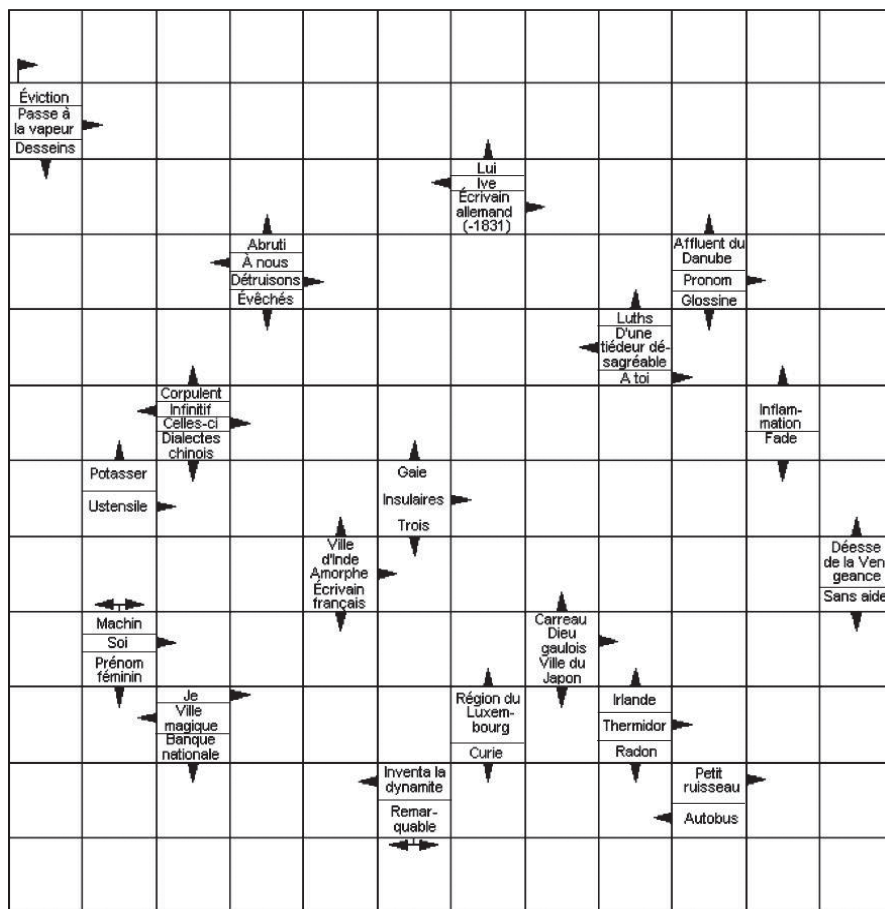 Éviction
Passe à
la vapeur
Desseins
Lui
Ive
Écrivain
allemand
(-1831)
Abruti
À nous
Détruisons
Évêchés
Affluent du
Danube
Pronom
Glossine
Luths
D'une
tiédeur dé-
sagréable
A toi
Corpulent
Infinitif
Celles-ci
Dialectes
chinois
Inflam-
mation
Fade
Potasser
Ustensile
Gaie
Insulaires
Trois
Ville
d'Inde
Amorphe
Écrivain
français
Déesse
de la Ven
geance
Sans aide
Machin
Soi
Prénom
féminin
Carreau
Dieu
gaulois
Ville du
Japon
Je
Ville
magique
Banque
nationale
Région du
Luxem-
bourg
Curie
Irlande
Thermidor
Radon
Inventa la
dynamite
Remar-
quable
Petit
ruisseau
Autobus